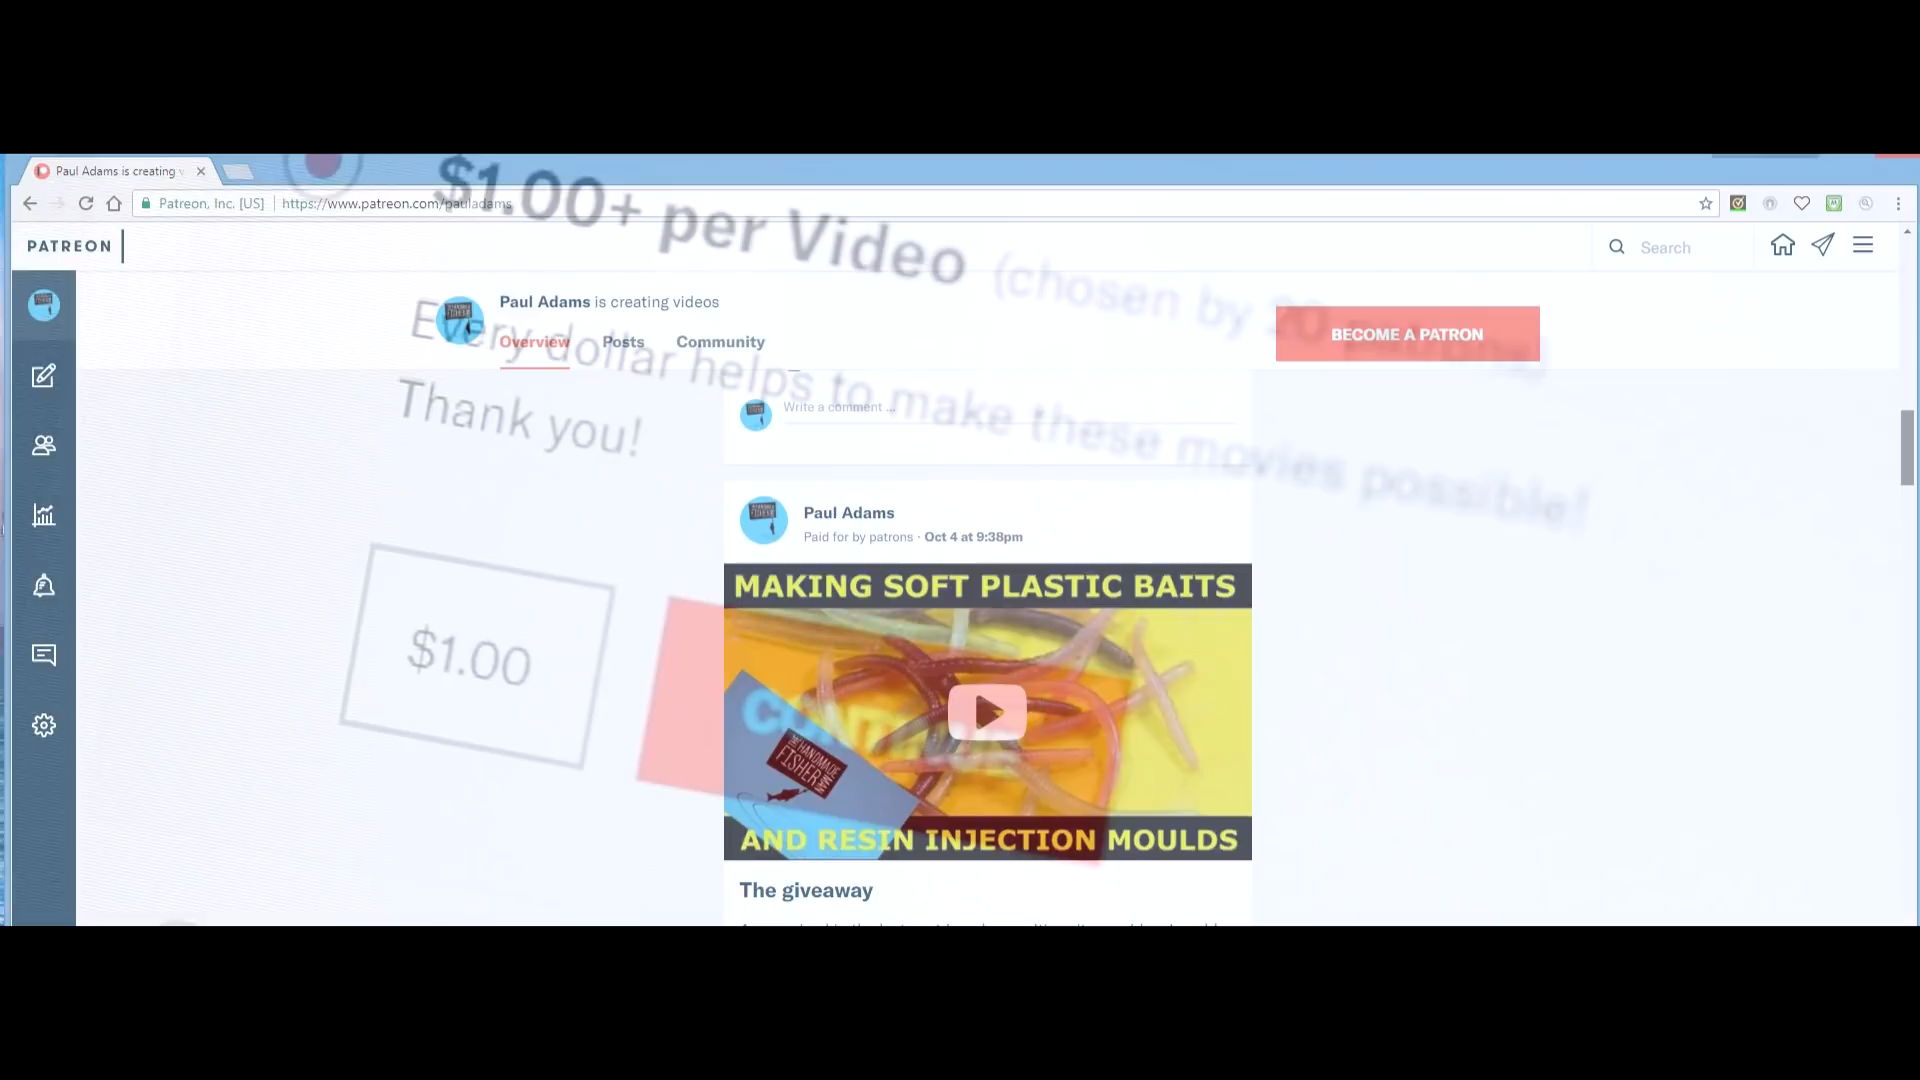 Paul Adams is creating v
Patreon, Inc. [US]
https://www.patreon.com/pauladams
$1.00+ per Video (chosen by 20 patrons)
PATREON
Search
Paul Adams is creating videos
BECOME A PATRON
Overview
Posts
Community
Every dollar helps to make these movies possible!
Thank you!
Write a comment ...
Paul Adams
Paid for by patrons · Oct 4 at 9:38pm
MAKING SOFT PLASTIC BAITS
$1.00
THE HANDMADE
FISHERMAN
AND RESIN INJECTION MOULDS
The giveaway